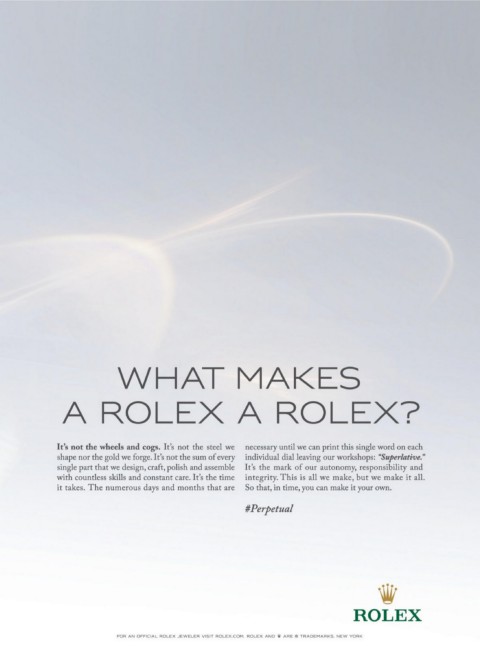 WHAT MAKES
A ROLEX A ROLEX?
It's not the wheels and cogs. It's not the steel we
shape nor the gold we forge. It's not the sum of every
single part that we design, craft, polish and assemble
with countless skills and constant care. It's the time
it takes. The numerous days and months that are
necessary until we can print this single word on each
individual dial leaving our workshops: "Superlative."
It's the mark of our autonomy, responsibility and
integrity. This is all we make, but we make it all.
So that, in time, you can make it your own.
#Perpetual
ROLEX
FOR AN OFFICIAL ROLEX JEWELER VISIT ROLEX.COM. ROLEX AND ♛ ARE ® TRADEMARKS, NEW YORK